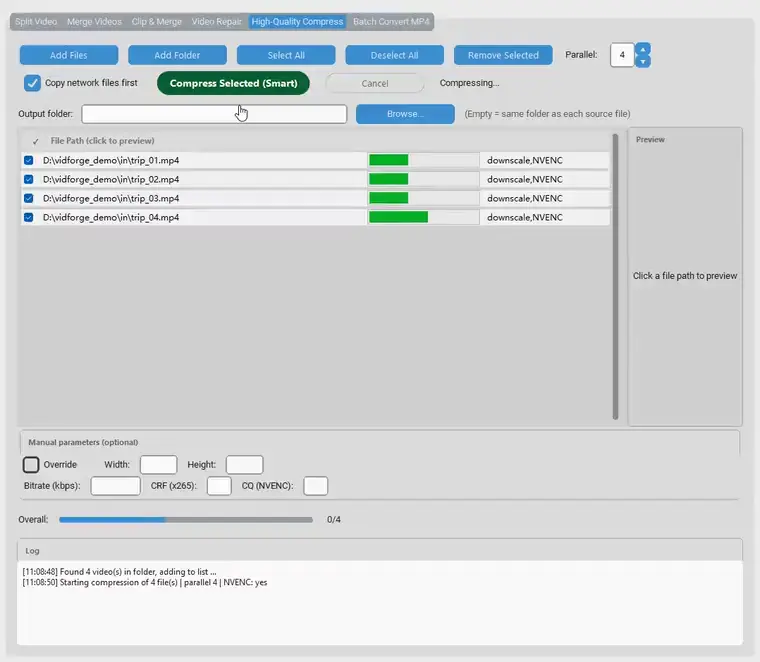 Split Video Merge Videos Clip & Merge Video Repair High-Quality Compress Batch Convert MP4
Add Files Add Folder Select All Deselect All Remove Selected Parallel: 4
Copy network files first Compress Selected (Smart) Cancel Compressing...
Output folder: Browse... (Empty = same folder as each source file)
✓ File Path (click to preview) Preview
D:\vidforge_demo\in\trip_01.mp4 downscale,NVENC
D:\vidforge_demo\in\trip_02.mp4 downscale,NVENC
D:\vidforge_demo\in\trip_03.mp4 downscale,NVENC
D:\vidforge_demo\in\trip_04.mp4 downscale,NVENC
Click a file path to preview
Manual parameters (optional)
Override Width: Height:
Bitrate (kbps): CRF (x265): CQ (NVENC):
Overall: 0/4
Log
[11:08:48] Found 4 video(s) in folder, adding to list ...
[11:08:50] Starting compression of 4 file(s) | parallel 4 | NVENC: yes